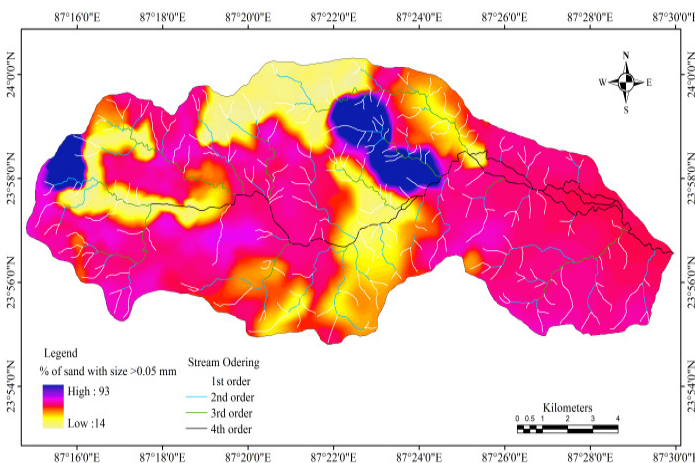 87°16'0"E 87°18'0"E 87°20'0"E 87°22'0"E 87°24'0"E 87°26'0"E 87°28'0"E 87°30'0"E
24°0'0"N
24°0'0"N
N
W E
S
23°58'0"N
23°58'0"N
23°56'0"N
23°56'0"N
23°54'0"N
23°54'0"N
Legend
% of sand with size >0.05 mm
High : 93
Low :14
Stream Odering
1st order
2nd order
3rd order
4th order
Kilometers
0 0.5 1 2 3 4
87°16'0"E 87°18'0"E 87°20'0"E 87°22'0"E 87°24'0"E 87°26'0"E 87°28'0"E 87°30'0"E